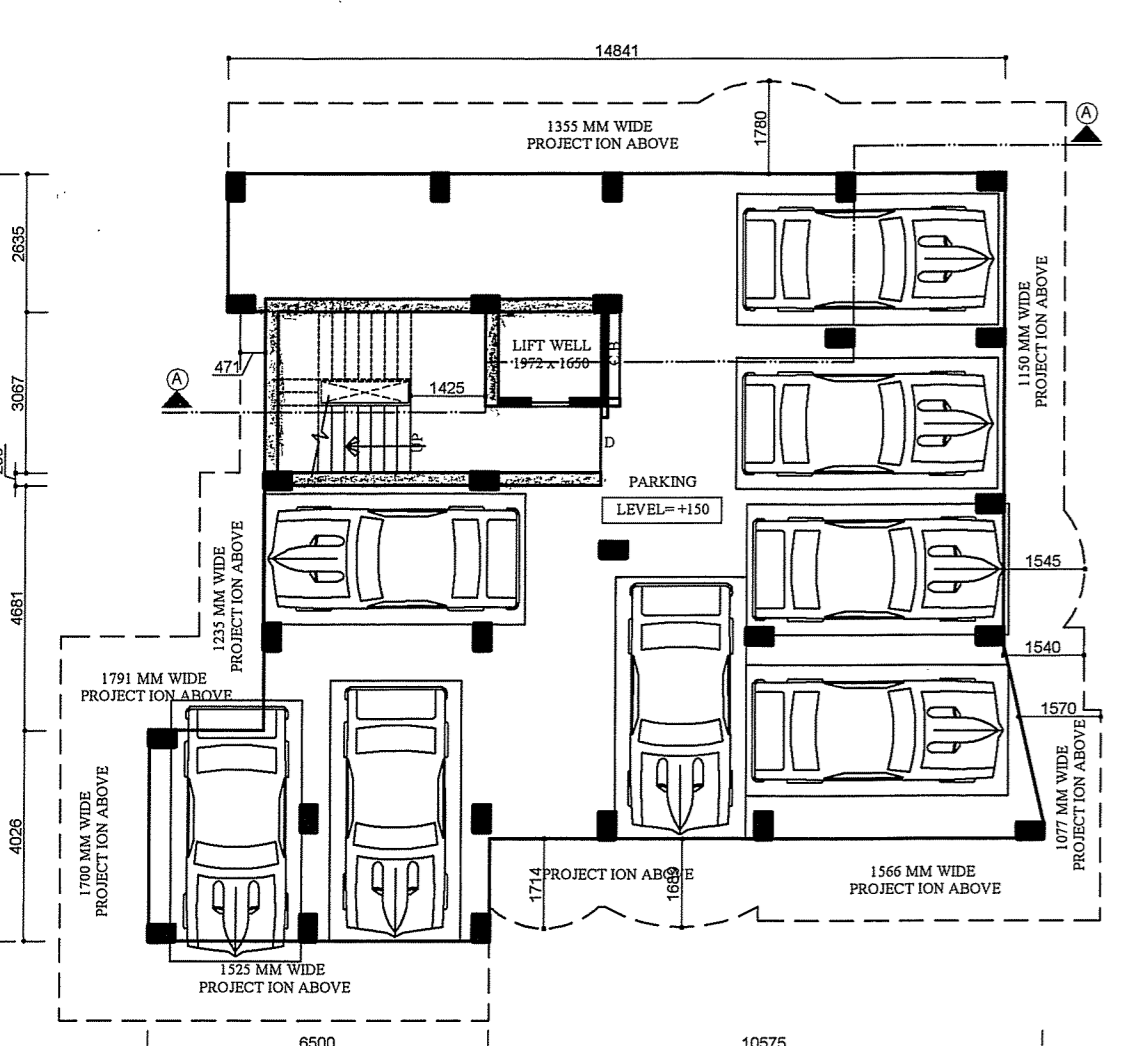 14841
1355 MM WIDE
PROJECT ION ABOVE
1780
A
2635
1150 MM WIDE
PROJECT ION ABOVE
LIFT WELL
1972 x 1650
471
A
1425
3067
UP
D
PARKING
LEVEL= +150
1235 MM WIDE
PROJECT ION ABOVE
1545
4681
1540
1791 MM WIDE
PROJECT ION ABOVE
1570
1700 MM WIDE
PROJECT ION ABOVE
1077 MM WIDE
PROJECT ION ABOVE
4026
1714
PROJECT ION ABOVE
1689
1566 MM WIDE
PROJECT ION ABOVE
1525 MM WIDE
PROJECT ION ABOVE
6500
10575